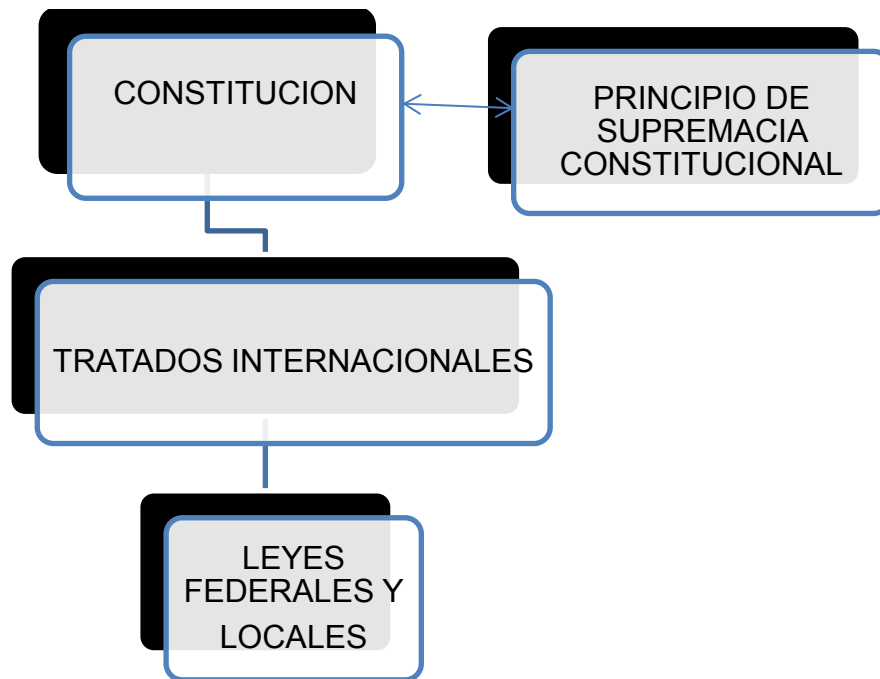 CONSTITUCION
PRINCIPIO DE
SUPREMACIA
CONSTITUCIONAL
TRATADOS INTERNACIONALES
LEYES
FEDERALES Y
LOCALES